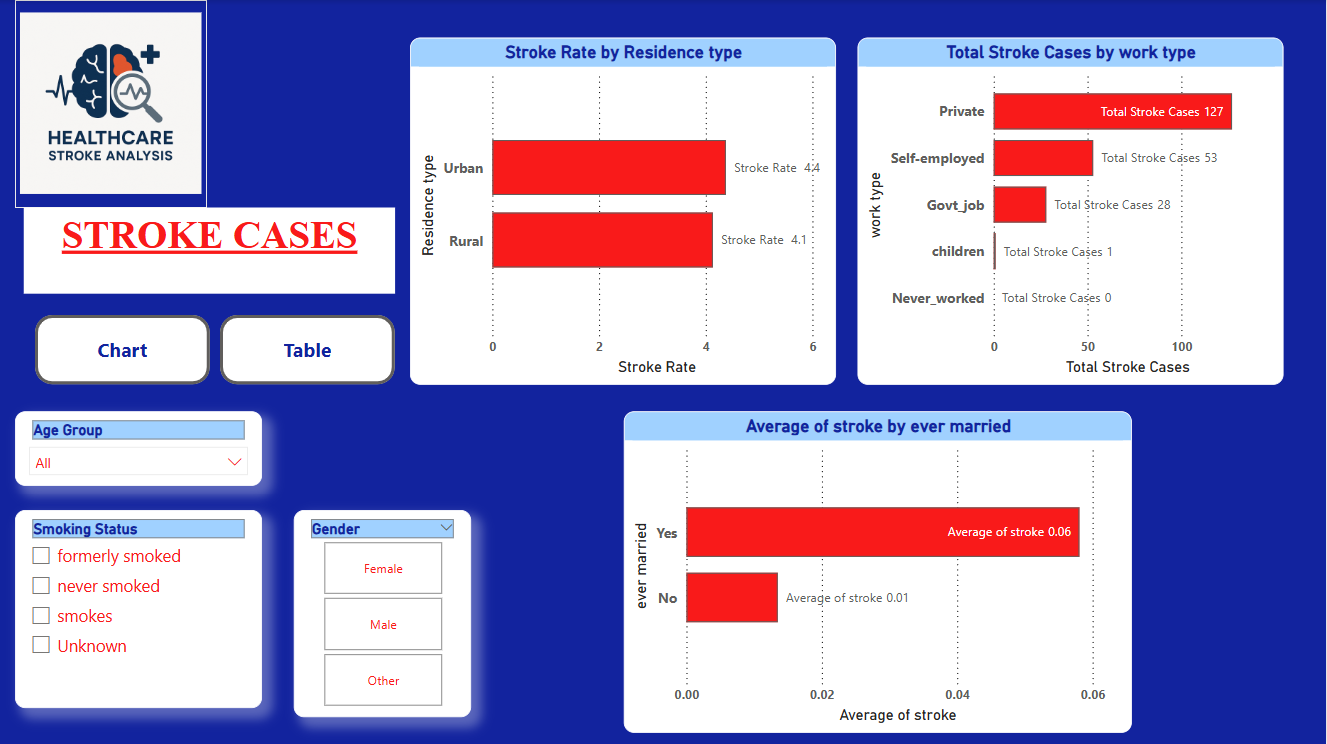 HEALTHCARE
STROKE ANALYSIS
STROKE CASES
Chart
Table
Stroke Rate by Residence type
Residence type
Urban
Stroke Rate 4.4
Rural
Stroke Rate 4.1
0 2 4 6
Stroke Rate
Total Stroke Cases by work type
work type
Private
Total Stroke Cases 127
Self-employed
Total Stroke Cases 53
Govt_job
Total Stroke Cases 28
children
Total Stroke Cases 1
Never_worked
Total Stroke Cases 0
0 50 100
Total Stroke Cases
Age Group
All
Smoking Status
formerly smoked
never smoked
smokes
Unknown
Gender
Female
Male
Other
Average of stroke by ever married
ever married
Yes
Average of stroke 0.06
No
Average of stroke 0.01
0.00 0.02 0.04 0.06
Average of stroke